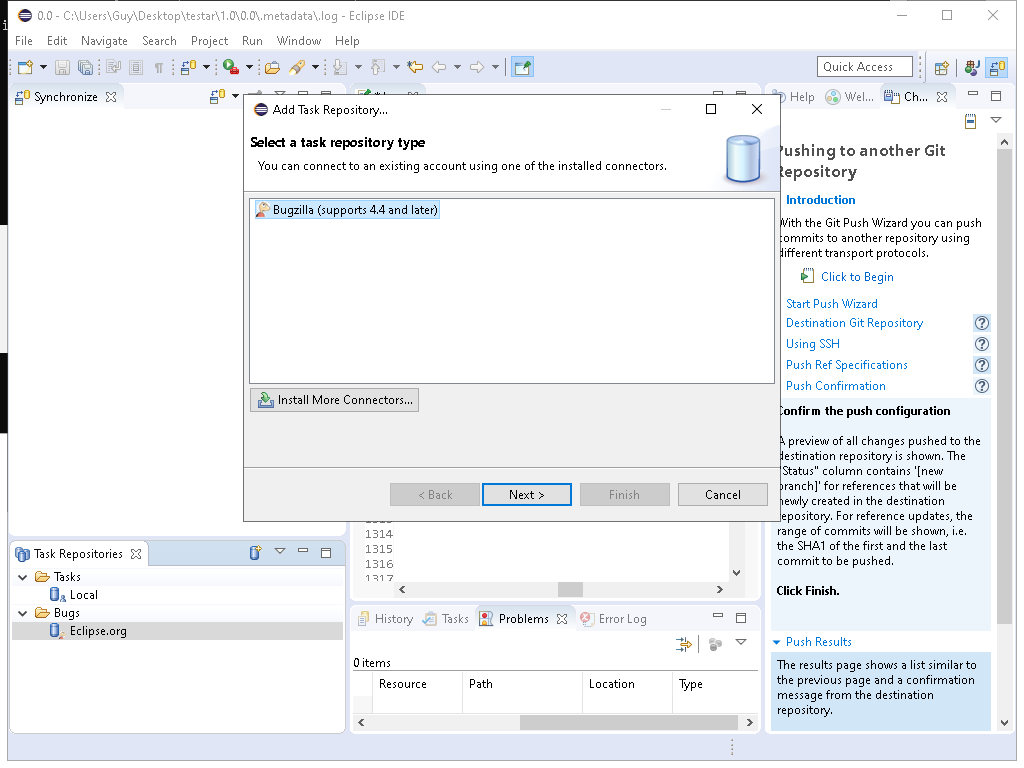 0.0 - C:\Users\Guy\Desktop\testar\1.0\0.0\.metadata\.log - Eclipse IDE
File Edit Navigate Search Project Run Window Help
Quick Access
Synchronize
Help
Wel...
Ch...
Add Task Repository...
Select a task repository type
You can connect to an existing account using one of the installed connectors.
Bugzilla (supports 4.4 and later)
Install More Connectors...
< Back
Next >
Finish
Cancel
Pushing to another Git
Repository
Introduction
With the Git Push Wizard you can push
commits to another repository using
different transport protocols.
Click to Begin
Start Push Wizard
Destination Git Repository
Using SSH
Push Ref Specifications
Push Confirmation
Confirm the push configuration
A preview of all changes pushed to the
destination repository is shown. The
"Status" column contains '[new
branch]' for references that will be
newly created in the destination
repository. For reference updates, the
range of commits will be shown, i.e.
the SHA1 of the first and the last
commit to be pushed.
Click Finish.
Push Results
The results page shows a list similar to
the previous page and a confirmation
message from the destination
repository.
1313
1314
1315
1316
1317
Task Repositories
Tasks
Local
Bugs
Eclipse.org
History
Tasks
Problems
Error Log
0 items
Resource Path Location Type